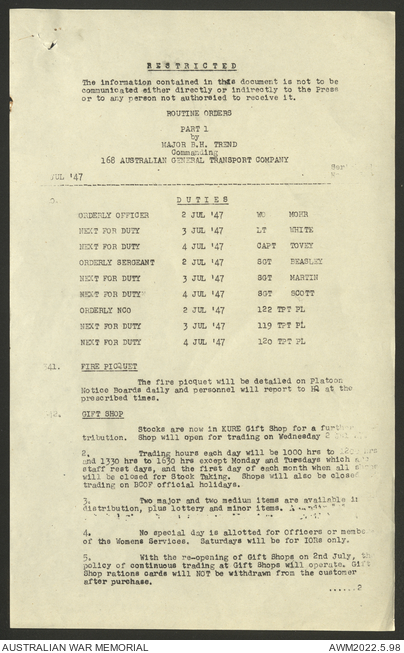 RESTRICTED
The information contained in this document is not to be
communicated either directly or indirectly to the Press
or to any person not authorsied to receive it.
ROUTINE ORDERS
PART 1
by
MAJOR B.H. TREND
Commanding
168 AUSTRALIAN GENERAL TRANSPORT COMPANY
JUL '47
DUTIES
ORDERLY OFFICER 2 JUL '47 WO MOHR
NEXT FOR DUTY 3 JUL '47 LT WHITE
NEXT FOR DUTY 4 JUL '47 CAPT TOVEY
ORDERLY SERGEANT 2 JUL '47 SGT BEASLEY
NEXT FOR DUTY 3 JUL '47 SGT MARTIN
NEXT FOR DUTY 4 JUL '47 SGT SCOTT
ORDERLY NCO 2 JUL '47 122 TPT PL
NEXT FOR DUTY 3 JUL '47 119 TPT PL
NEXT FOR DUTY 4 JUL '47 120 TPT PL
41. FIRE PICQUET
The fire picquet will be detailed on Platoon
Notice Boards daily and personnel will report to HQ at the
prescribed times.
GIFT SHOP
Stocks are now in KURE Gift Shop for a
tribution. Shop will open for trading on Wednesday 2
2. Trading hours each day will be 1000 hrs to
and 1330 hrs to 1630 hrs except Monday and Tuesdays which
staff rest days, and the first day of each month when all
will be closed for Stock Taking. Shops will also be closed
trading on BCOF official holidays.
3. Two major and two medium items are available
distribution, plus lottery and minor items.
4. No special day is allotted for Officers or
of the Womens Services. Saturdays will be for IORs only.
5. With the re-opening of Gift Shops on 2nd July,
policy of continuous trading at Gift Shops will operate.
Shop rations cards will NOT be withdrawn from the customer
after purchase.
......2
AUSTRALIAN WAR MEMORIAL AWM2022.5.98